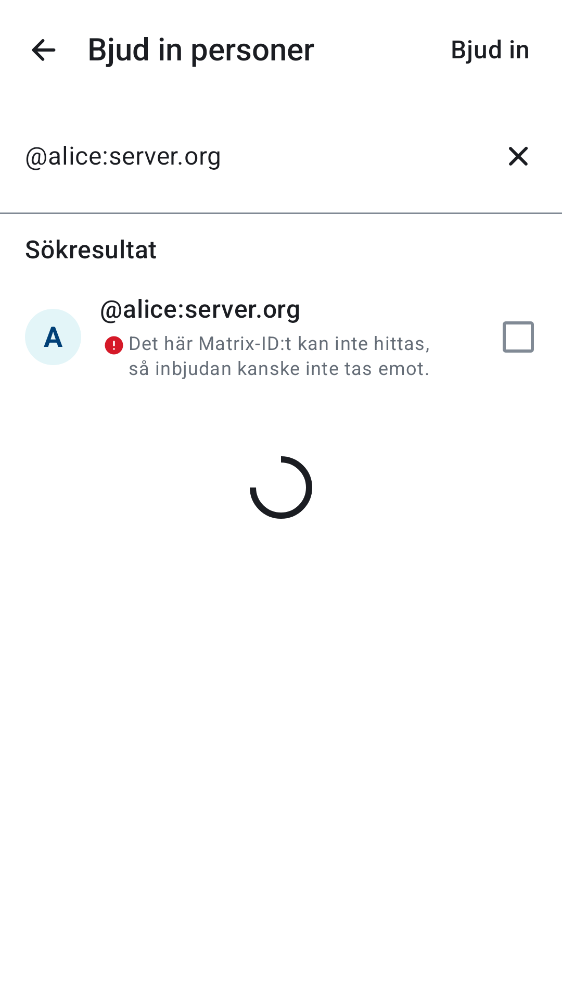 Bjud in personer
Bjud in
@alice:server.org
Sökresultat
A
@alice:server.org
Det här Matrix-ID:t kan inte hittas,
så inbjudan kanske inte tas emot.